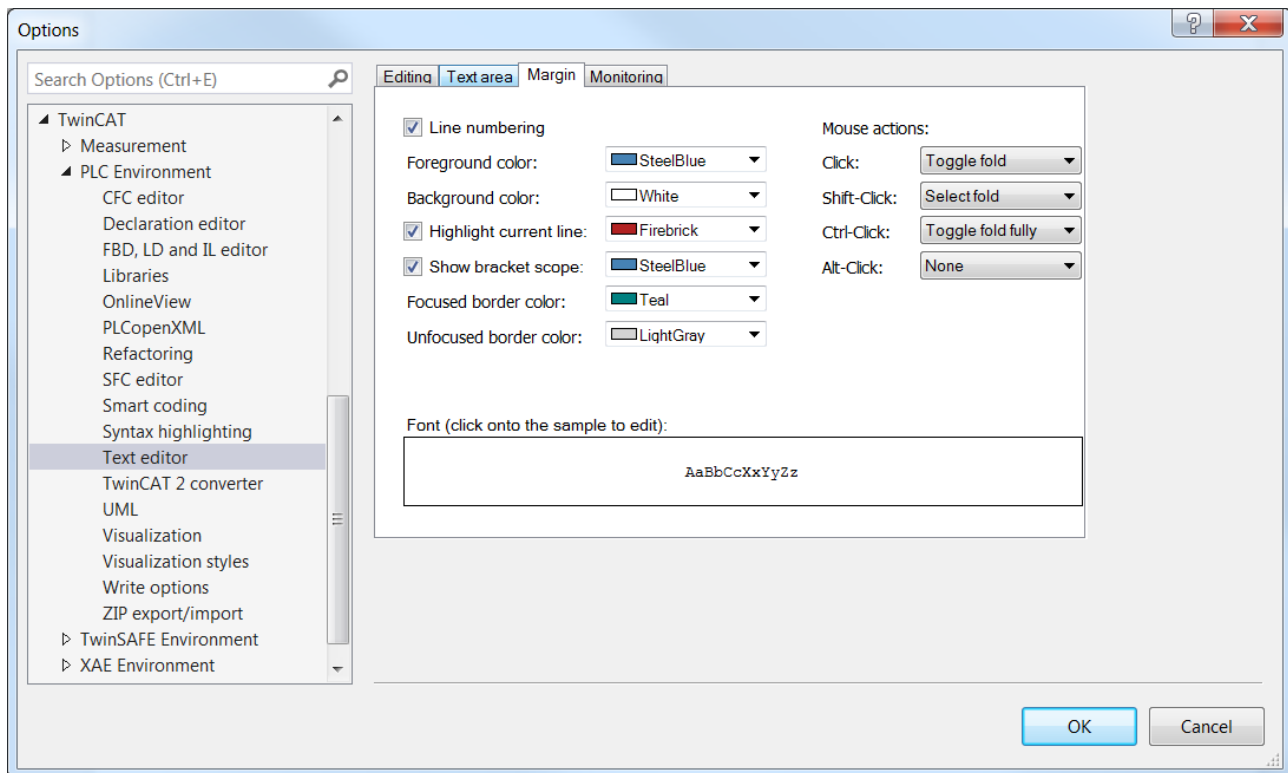 Options
Search Options (Ctrl+E)
TwinCAT
Measurement
PLC Environment
CFC editor
Declaration editor
FBD, LD and IL editor
Libraries
OnlineView
PLCopenXML
Refactoring
SFC editor
Smart coding
Syntax highlighting
Text editor
TwinCAT 2 converter
UML
Visualization
Visualization styles
Write options
ZIP export/import
TwinSAFE Environment
XAE Environment
Editing Text area Margin Monitoring
Line numbering
Foreground color: SteelBlue
Background color: White
Highlight current line: Firebrick
Show bracket scope: SteelBlue
Focused border color: Teal
Unfocused border color: LightGray
Mouse actions:
Click: Toggle fold
Shift-Click: Select fold
Ctrl-Click: Toggle fold fully
Alt-Click: None
Font (click onto the sample to edit):
AaBbCcXxYyZz
OK Cancel